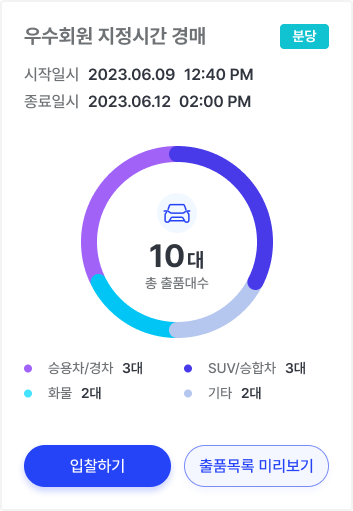 우수회원 지정시간 경매
분당
시작일시 2023.06.09 12:40 PM
종료일시 2023.06.12 02:00 PM
10대
총 출품대수
승용차/경차 3대
SUV/승합차 3대
화물 2대
기타 2대
입찰하기
출품목록 미리보기